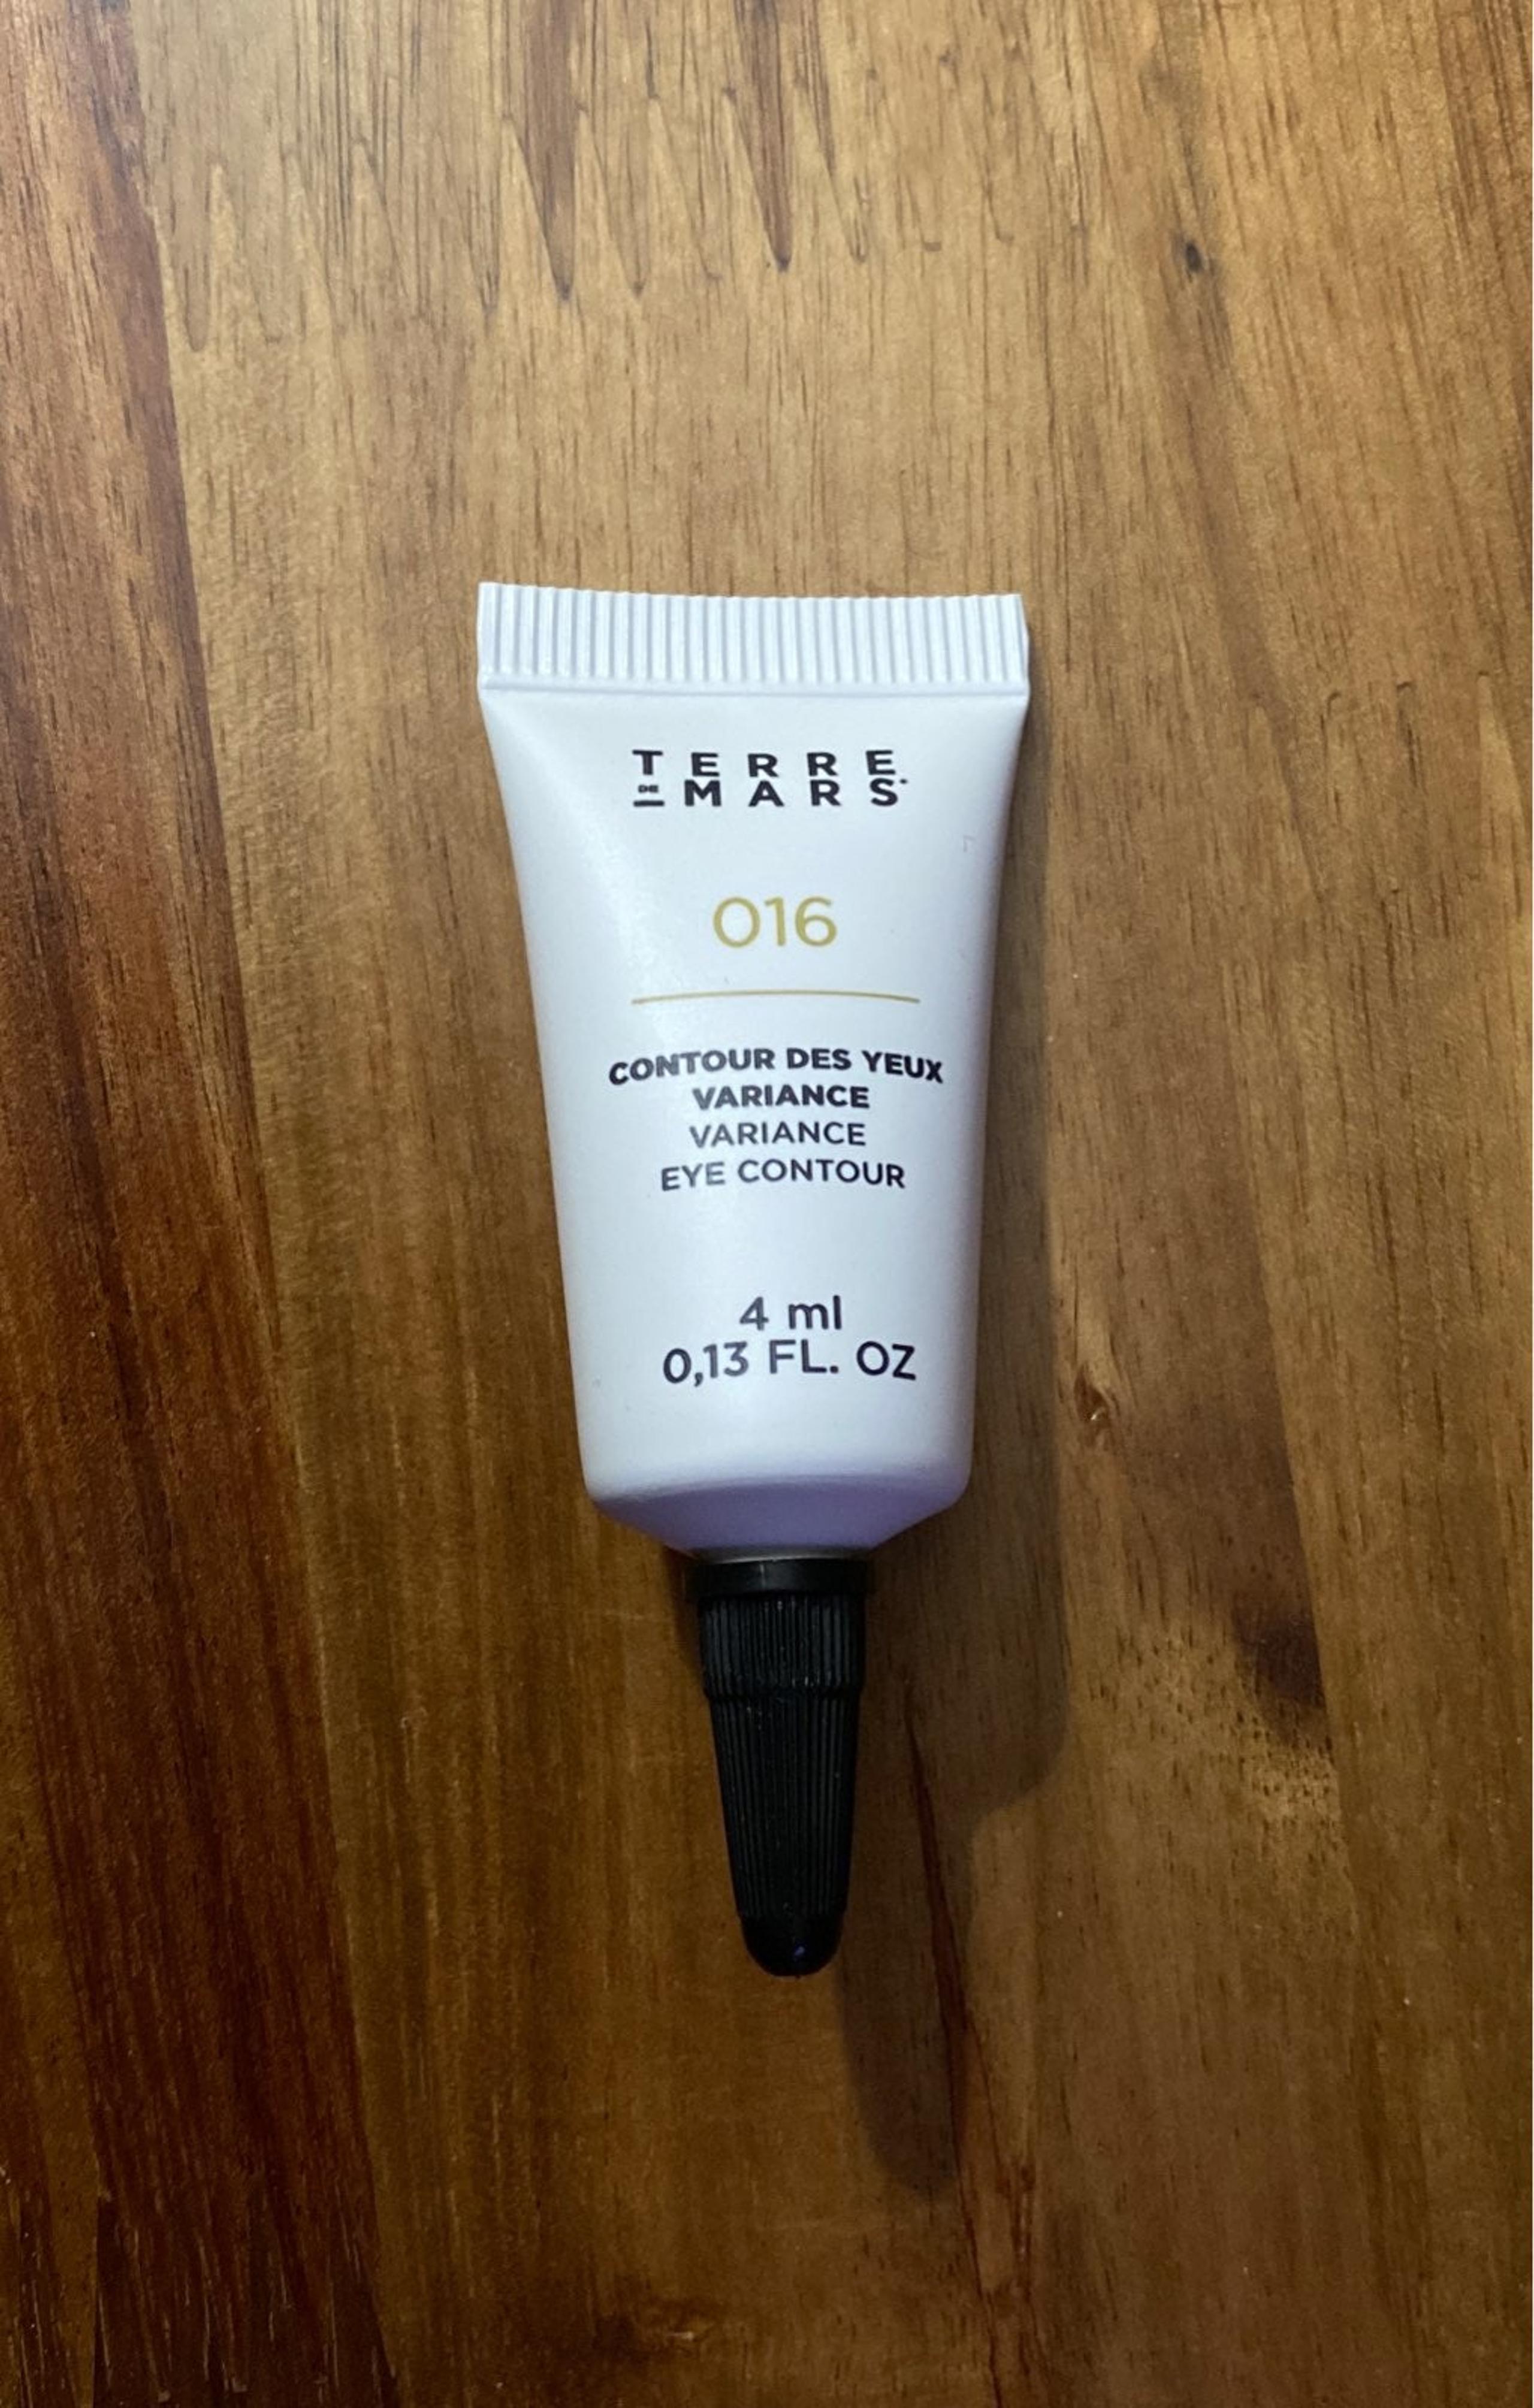 TERRE
DE MARS
016
CONTOUR DES YEUX
VARIANCE
VARIANCE
EYE CONTOUR
4 ml
0,13 FL. OZ